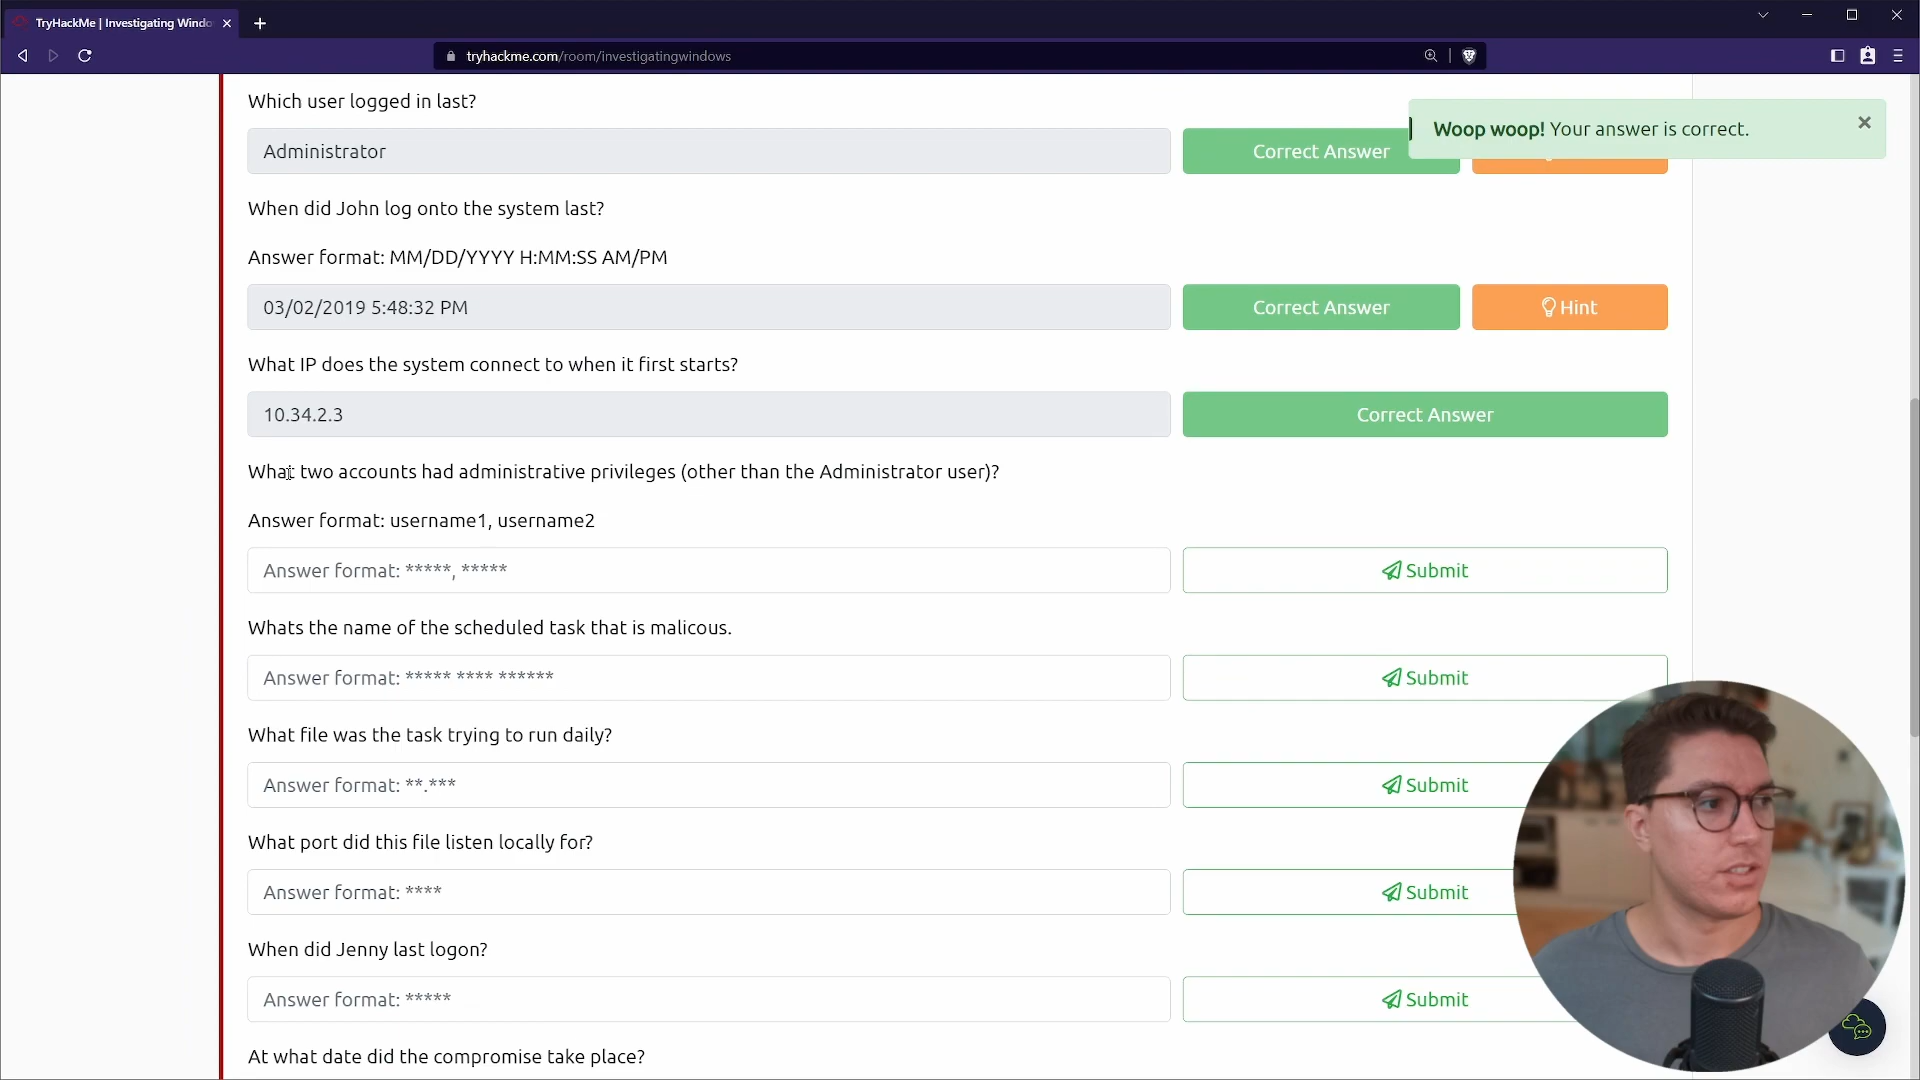 TryHackMe | Investigating Windo
tryhackme.com/room/investigatingwindows
Which user logged in last?
Woop woop! Your answer is correct.
Administrator
Correct Answer
When did John log onto the system last?
Answer format: MM/DD/YYYY H:MM:SS AM/PM
03/02/2019 5:48:32 PM
Correct Answer
Hint
What IP does the system connect to when it first starts?
10.34.2.3
Correct Answer
What two accounts had administrative privileges (other than the Administrator user)?
Answer format: username1, username2
Answer format: *****, *****
Submit
Whats the name of the scheduled task that is malicous.
Answer format: ***** **** ******
Submit
What file was the task trying to run daily?
Answer format: **.***
Submit
What port did this file listen locally for?
Answer format: ****
Submit
When did Jenny last logon?
Answer format: *****
Submit
At what date did the compromise take place?